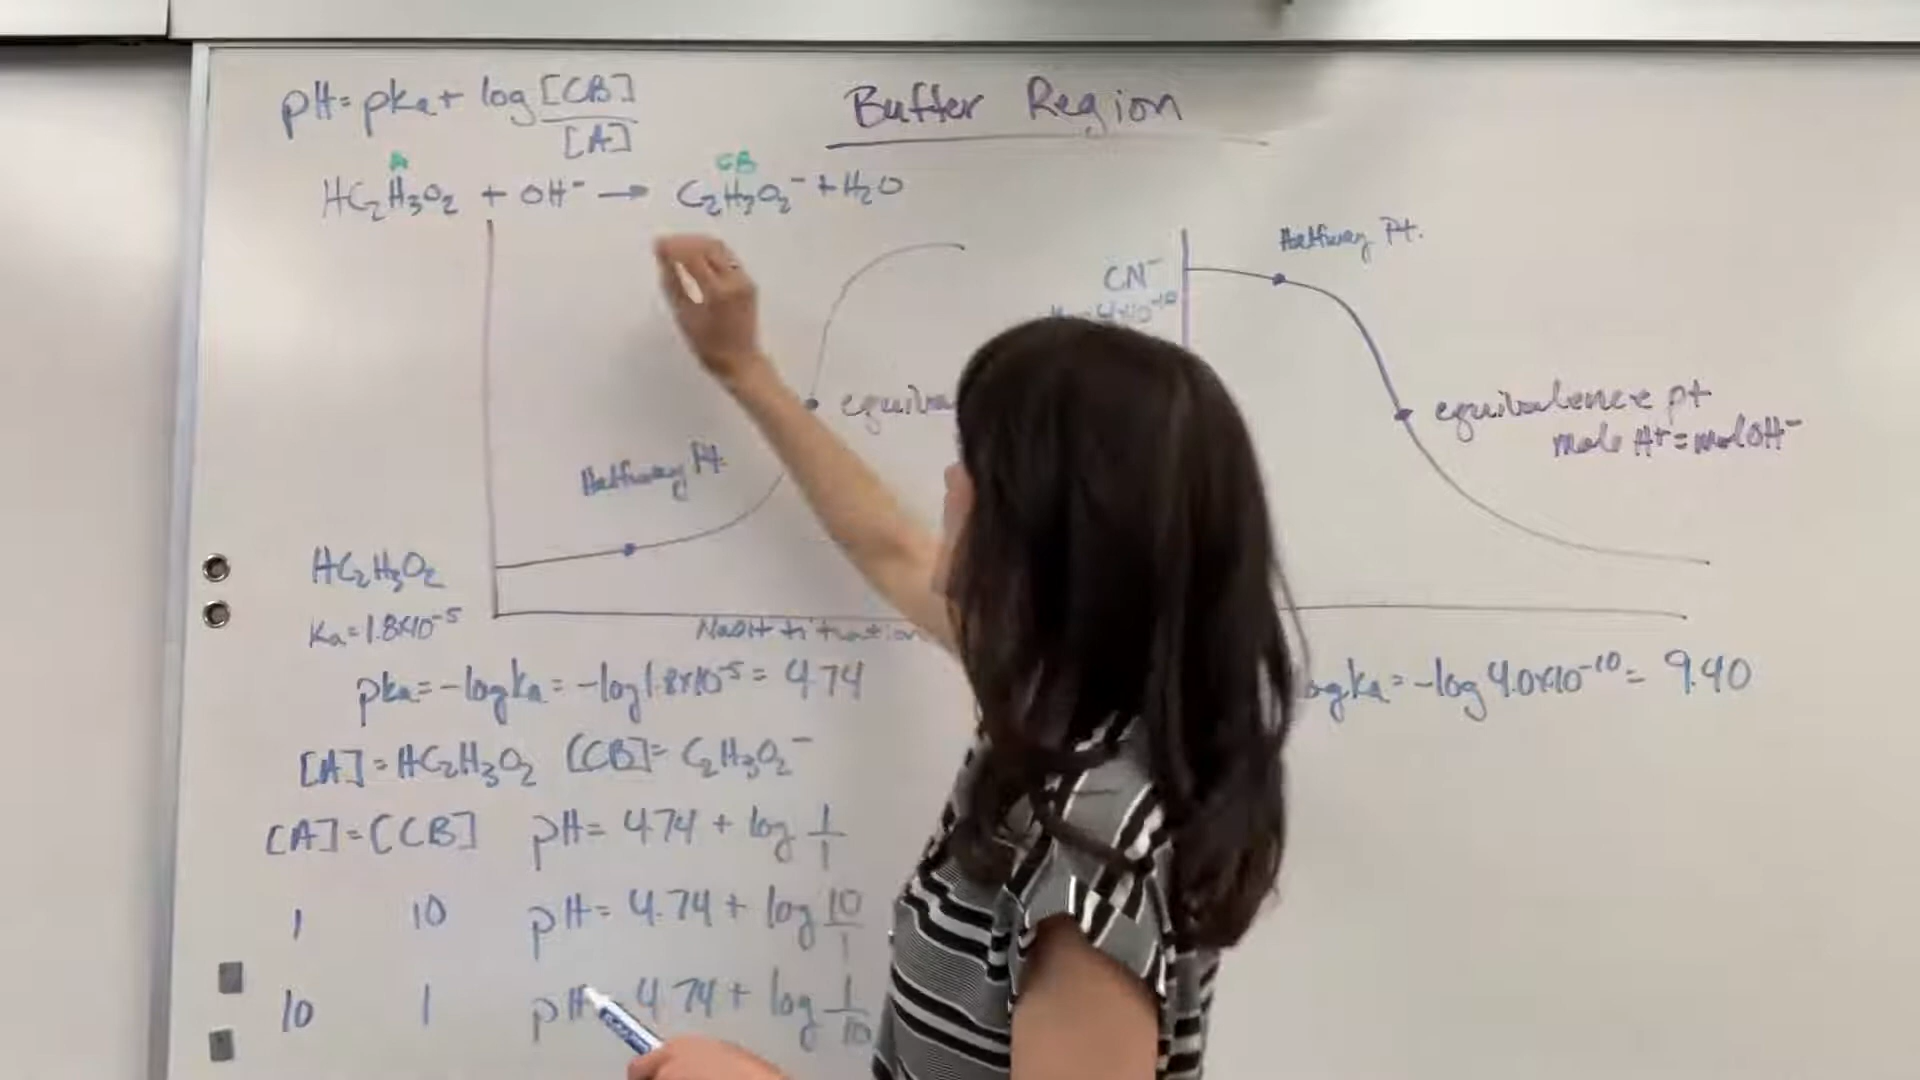 pH = pKa + log [CB]
[A]
Buffer Region
A
CB
HC₂H₃O₂ + OH⁻ → C₂H₃O₂⁻ + H₂O
Halfway Pt.
CN⁻
equivalence pt
mole H⁺ = mol OH⁻
Halfway Pt.
HC₂H₃O₂
Ka = 1.8x10⁻⁵
NaOH titration
pka = -logka = -log 1.8x10⁻⁵ = 4.74
ogka = -log 4.0x10⁻¹⁰ = 9.40
[A] = HC₂H₃O₂ [CB] = C₂H₃O₂⁻
[A] = [CB] pH = 4.74 + log 1/1
1 10 pH = 4.74 + log 10/1
10 1 pH = 4.74 + log 1/10